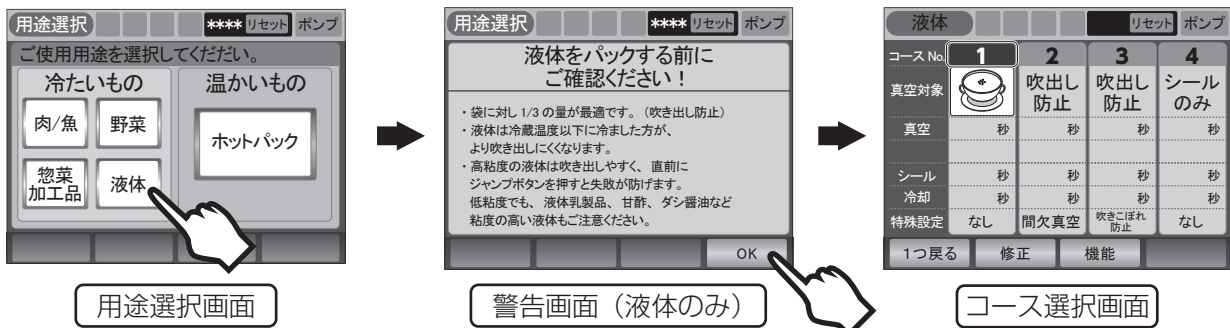 用途選択 **** リセット ポンプ
ご使用用途を選択してください。
冷たいもの
温かいもの
肉/魚
野菜
ホットパック
惣菜
加工品
液体
用途選択画面
用途選択 **** リセット ポンプ
液体をパックする前に
ご確認ください！
・袋に対し 1/3 の量が最適です。（吹き出し防止）
・液体は冷蔵温度以下に冷ました方が、
より吹き出しにくくなります。
・高粘度の液体は吹き出しやすく、直前に
ジャンプボタンを押すと失敗が防げます。
低粘度でも、液体乳製品、甘酢、ダシ醤油など
粘度の高い液体もご注意ください。
OK
警告画面（液体のみ）
液体 リセット ポンプ
コース No. 1 2 3 4
真空対象 吹出し防止 吹出し防止 シールのみ
真空 秒 秒 秒 秒
シール 秒 秒 秒 秒
冷却 秒 秒 秒 秒
特殊設定 なし 間欠真空 吹きこぼれ防止 なし
1つ戻る 修正 機能
コース選択画面